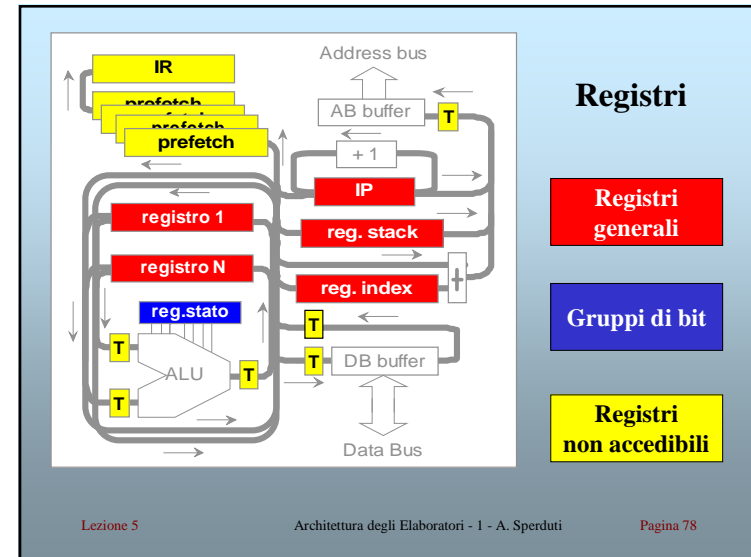 Registri
Address bus
IR
AB buffer
T
prefetch
prefetch
prefetch
prefetch
+ 1
IP
registro 1
reg. stack
registro N
reg. index
+
reg.stato
T
T
ALU
T
T
DB buffer
T
Data Bus
Registri
generali
Gruppi di bit
Registri
non accedibili
Lezione 5
Architettura degli Elaboratori - 1 - A. Sperduti
Pagina 78